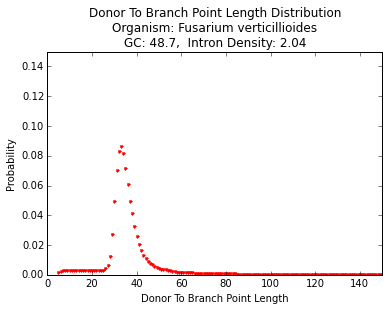 Donor To Branch Point Length Distribution
Organism: Fusarium verticillioides
GC: 48.7,  Intron Density: 2.04
0.14
0.12
0.10
0.08
0.06
0.04
0.02
0.00
Probability
0 20 40 60 80 100 120 140
Donor To Branch Point Length